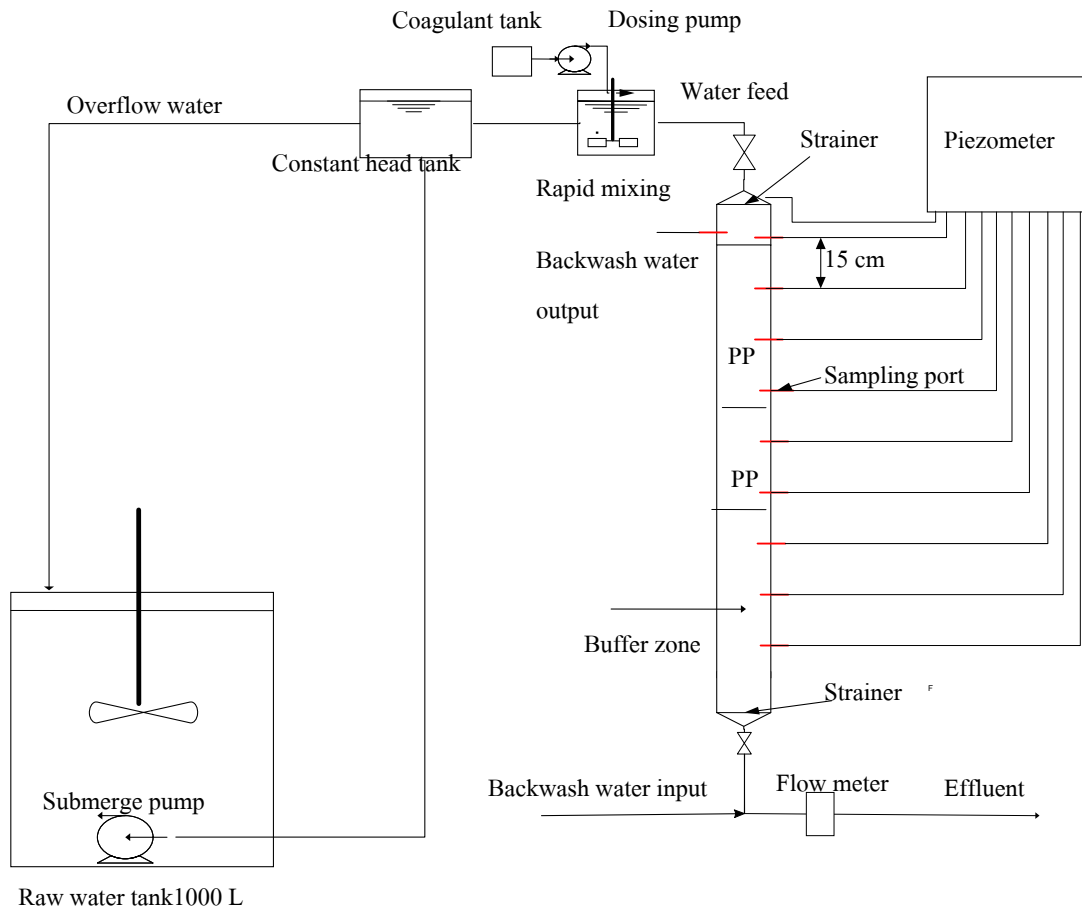 Coagulant tank
Dosing pump
Overflow water
Water feed
Strainer
Piezometer
Constant head tank
Rapid mixing
Backwash water
output
15 cm
PP
Sampling port
PP
Buffer zone
Strainer
F
Submerge pump
Backwash water input
Flow meter
Effluent
Raw water tank1000 L